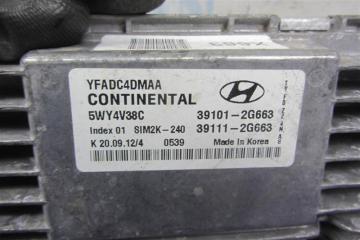 YFADC4DMAA
CONTINENTAL
5WY4V38C 39101-2G663
Index 01 SIM2K-240 39111-2G663
K 20.09.12/4 0539 Made in Korea